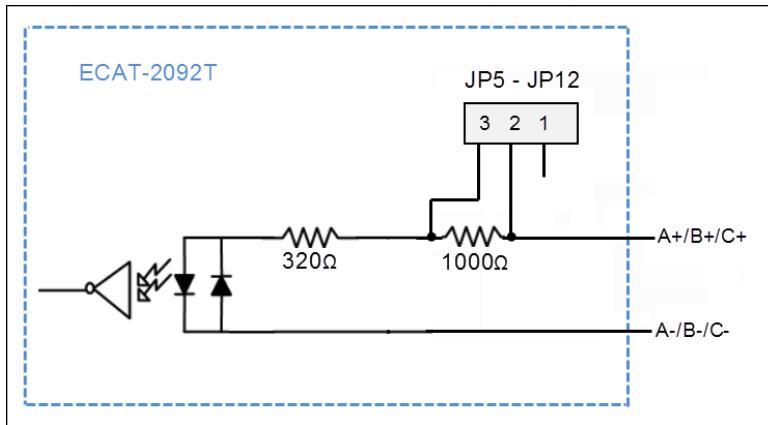 ECAT-2092T
JP5 - JP12
3 2 1
A+/B+/C+
320Ω
1000Ω
A-/B-/C-